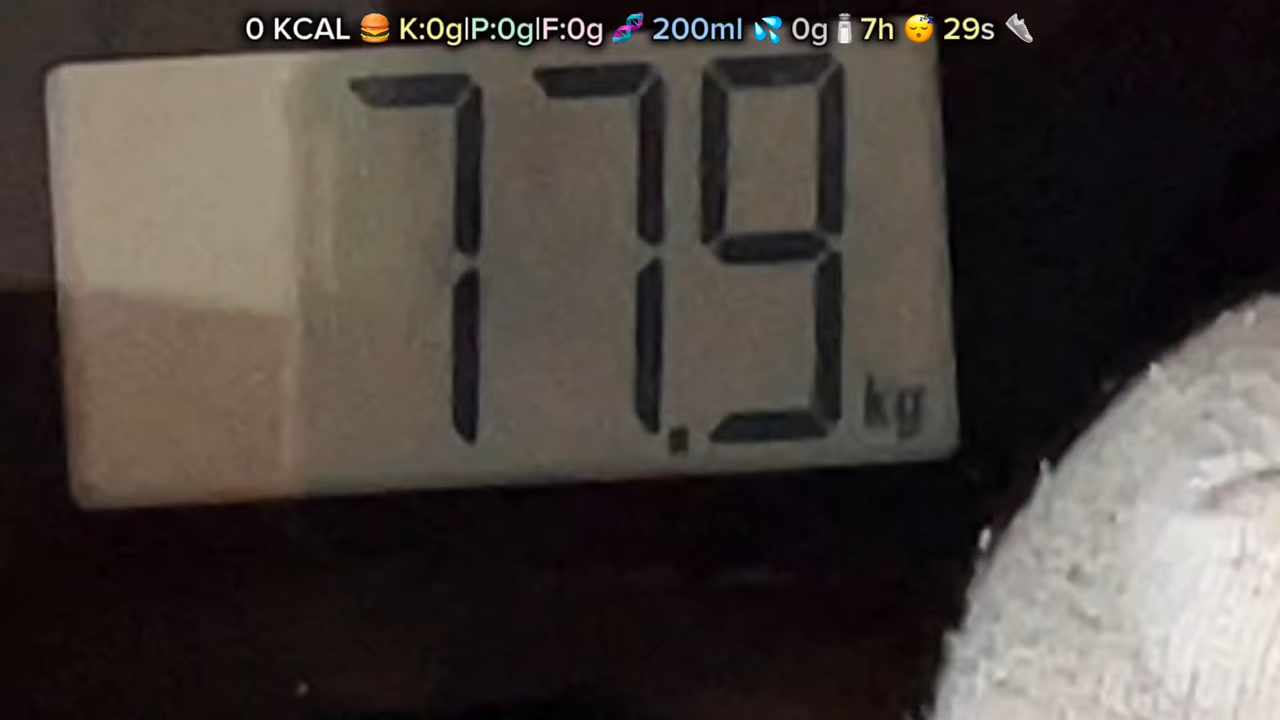 0 KCAL 🍔 K:0g|P:0g|F:0g 🧬 200ml 💦 0g🧂7h 😴 29s 👟
77.9 kg